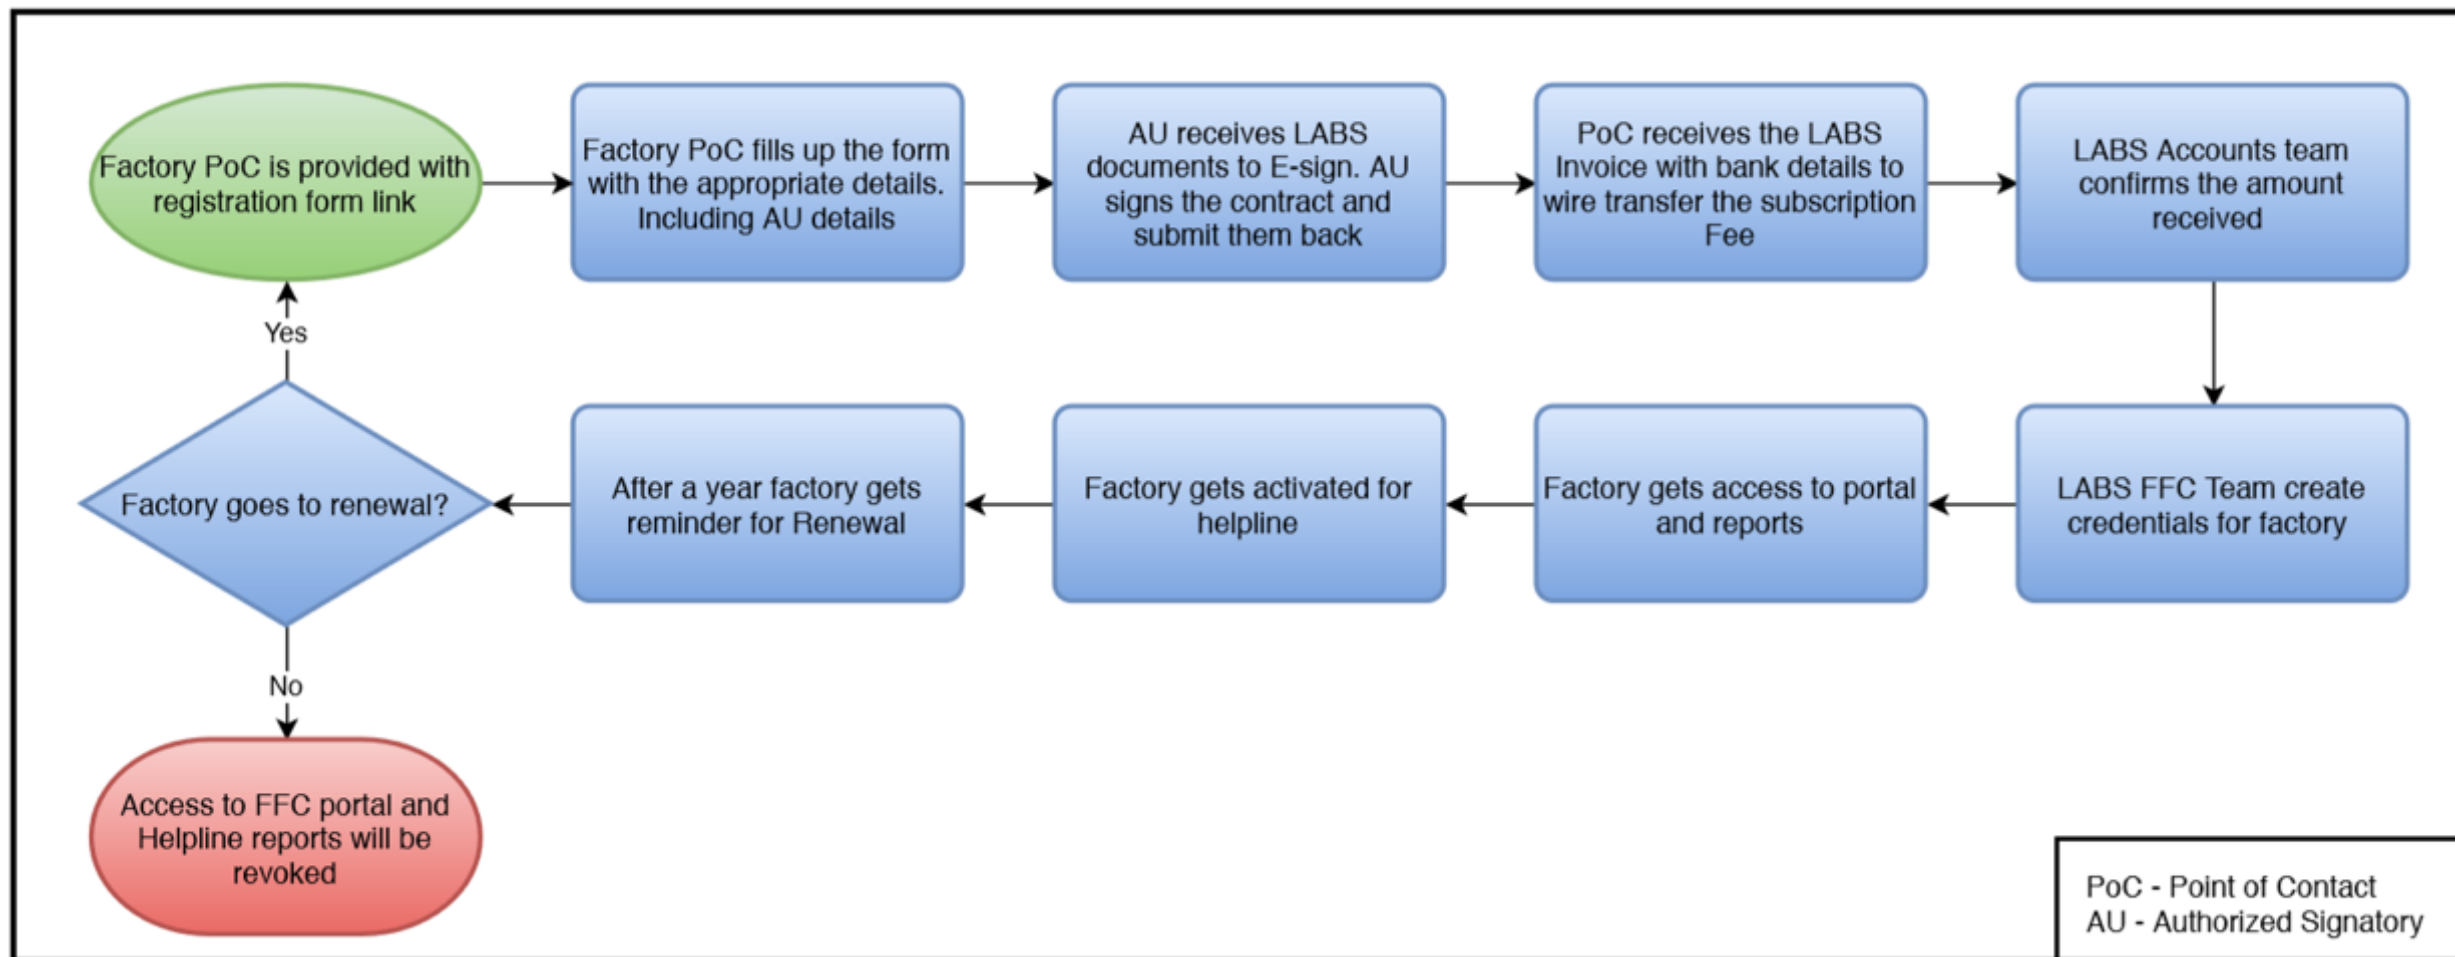 Factory PoC is provided with
registration form link
Factory PoC fills up the form
with the appropriate details.
Including AU details
AU receives LABS
documents to E-sign. AU
signs the contract and
submit them back
PoC receives the LABS
Invoice with bank details to
wire transfer the subscription
Fee
LABS Accounts team
confirms the amount
received
LABS FFC Team create
credentials for factory
Factory gets access to portal
and reports
Factory gets activated for
helpline
After a year factory gets
reminder for Renewal
Factory goes to renewal?
Yes
No
Access to FFC portal and
Helpline reports will be
revoked
PoC - Point of Contact
AU - Authorized Signatory